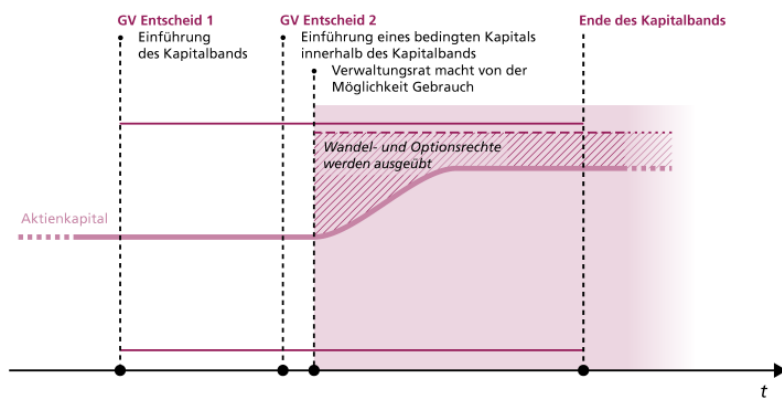 GV Entscheid 1
Einführung
des Kapitalbands
GV Entscheid 2
Einführung eines bedingten Kapitals
innerhalb des Kapitalbands
Verwaltungsrat macht von der
Möglichkeit Gebrauch
Ende des Kapitalbands
Wandel- und Optionsrechte
werden ausgeübt
Aktienkapital
t